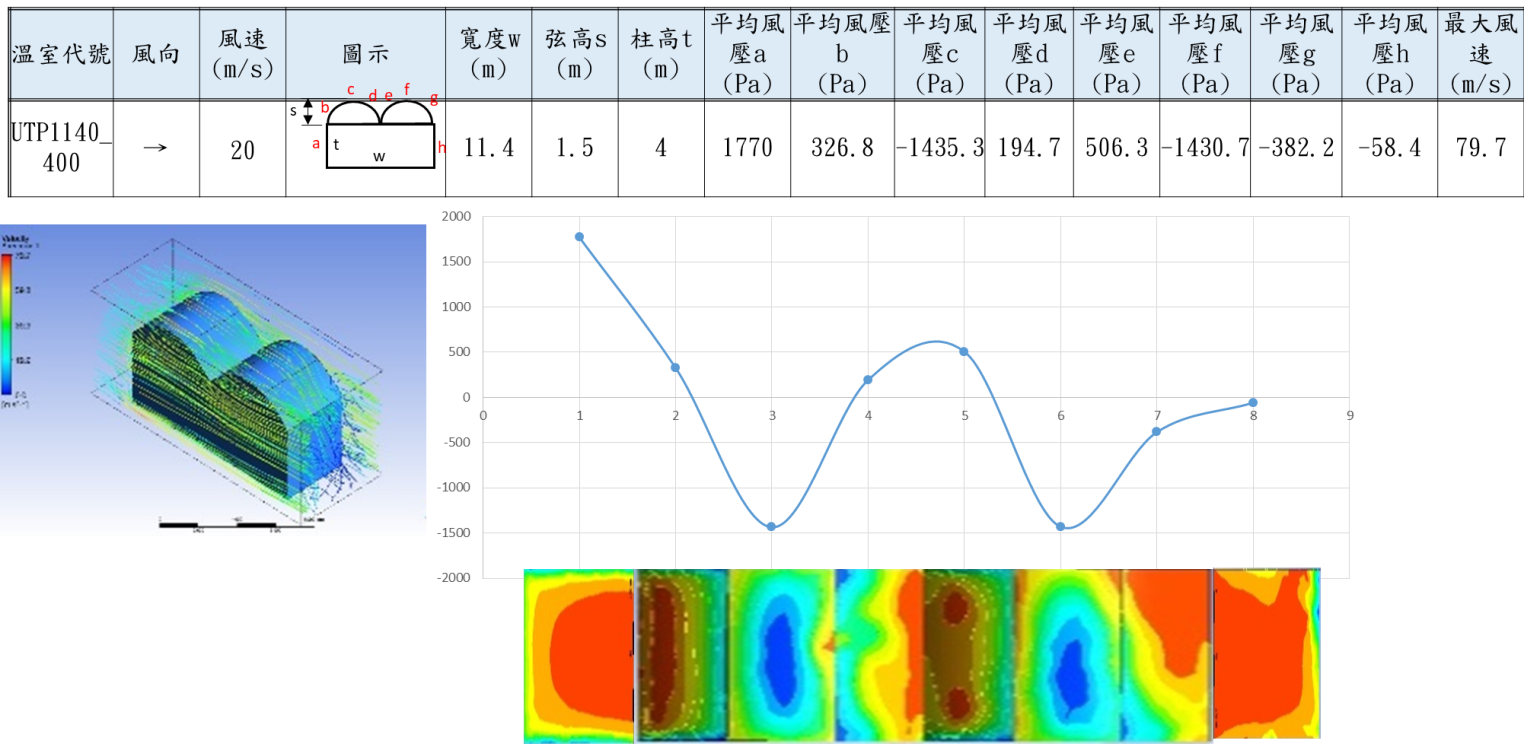 溫室代號 風向 風速 (m/s) 圖示 寬度w (m) 弦高s (m) 柱高t (m) 平均風壓a (Pa) 平均風壓b (Pa) 平均風壓c (Pa) 平均風壓d (Pa) 平均風壓e (Pa) 平均風壓f (Pa) 平均風壓g (Pa) 平均風壓h (Pa) 最大風速 (m/s)
UTP1140_400 → 20 11.4 1.5 4 1770 326.8 -1435.3 194.7 506.3 -1430.7 -382.2 -58.4 79.7
c f
s b d e g
a t h
w
Velocity
2000
1500
1000
500
0
-500
-1000
-1500
-2000
0 1 2 3 4 5 6 7 8 9